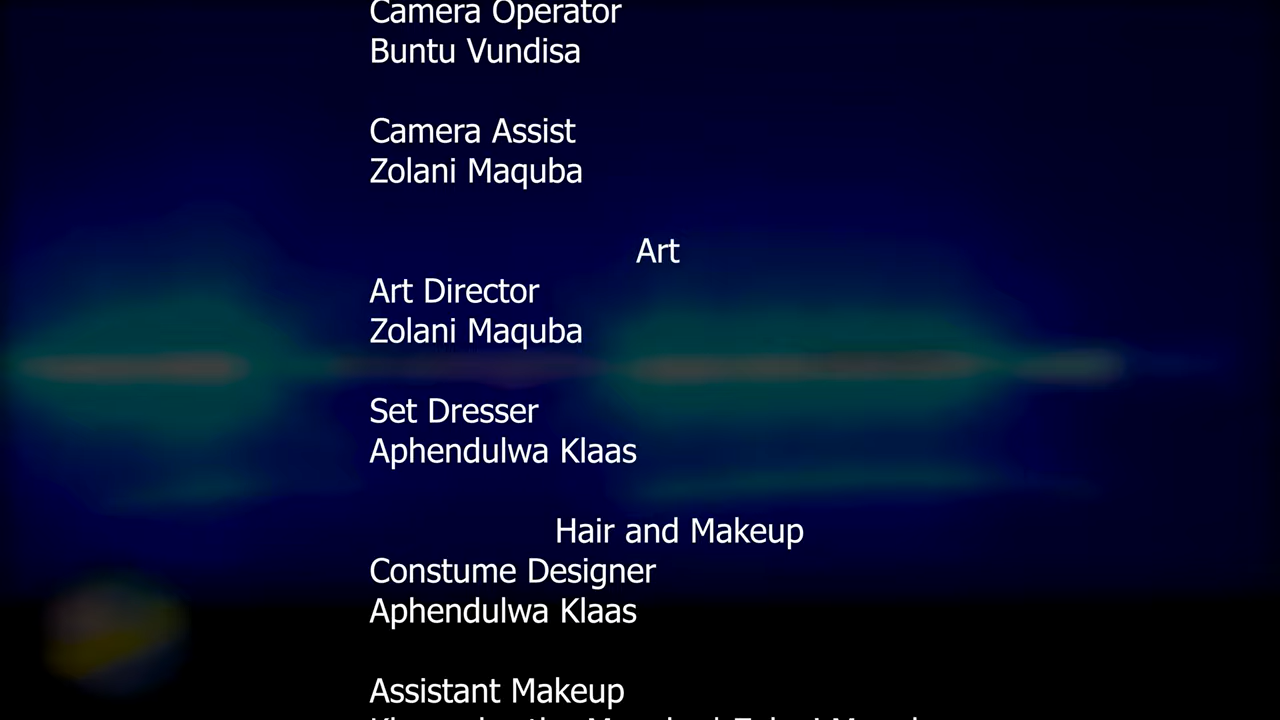 Camera Operator
Buntu Vundisa
Camera Assist
Zolani Maquba
Art
Art Director
Zolani Maquba
Set Dresser
Aphendulwa Klaas
Hair and Makeup
Constume Designer
Aphendulwa Klaas
Assistant Makeup